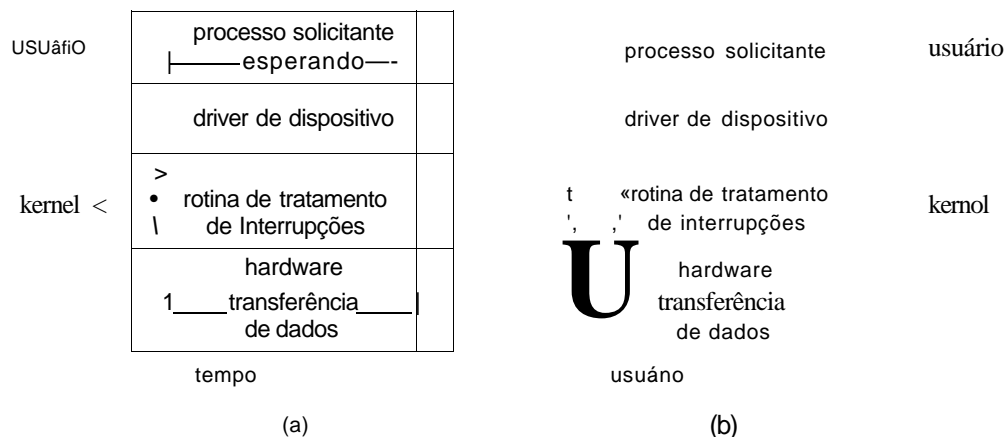 USUâfiO
processo solicitante
esperando—-
driver de dispositivo
>
kernel <
• rotina de tratamento
\ de Interrupções
hardware
1 transferência |
de dados
tempo
(a)
processo solicitante
usuário
driver de dispositivo
t «rotina de tratamento
kernol
', ,' de interrupções
U
hardware
transferência
de dados
usuáno
(b)